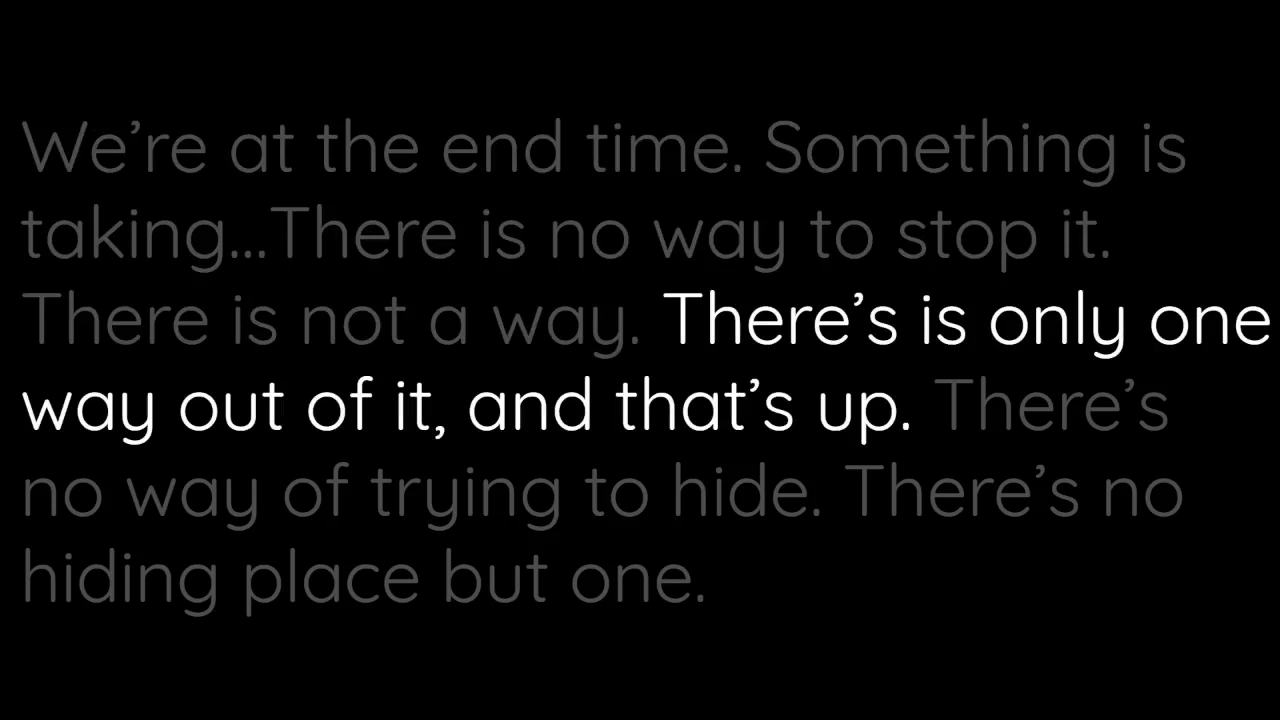 We’re at the end time. Something is
taking...There is no way to stop it.
There is not a way. There’s is only one
way out of it, and that’s up. There’s
no way of trying to hide. There’s no
hiding place but one.